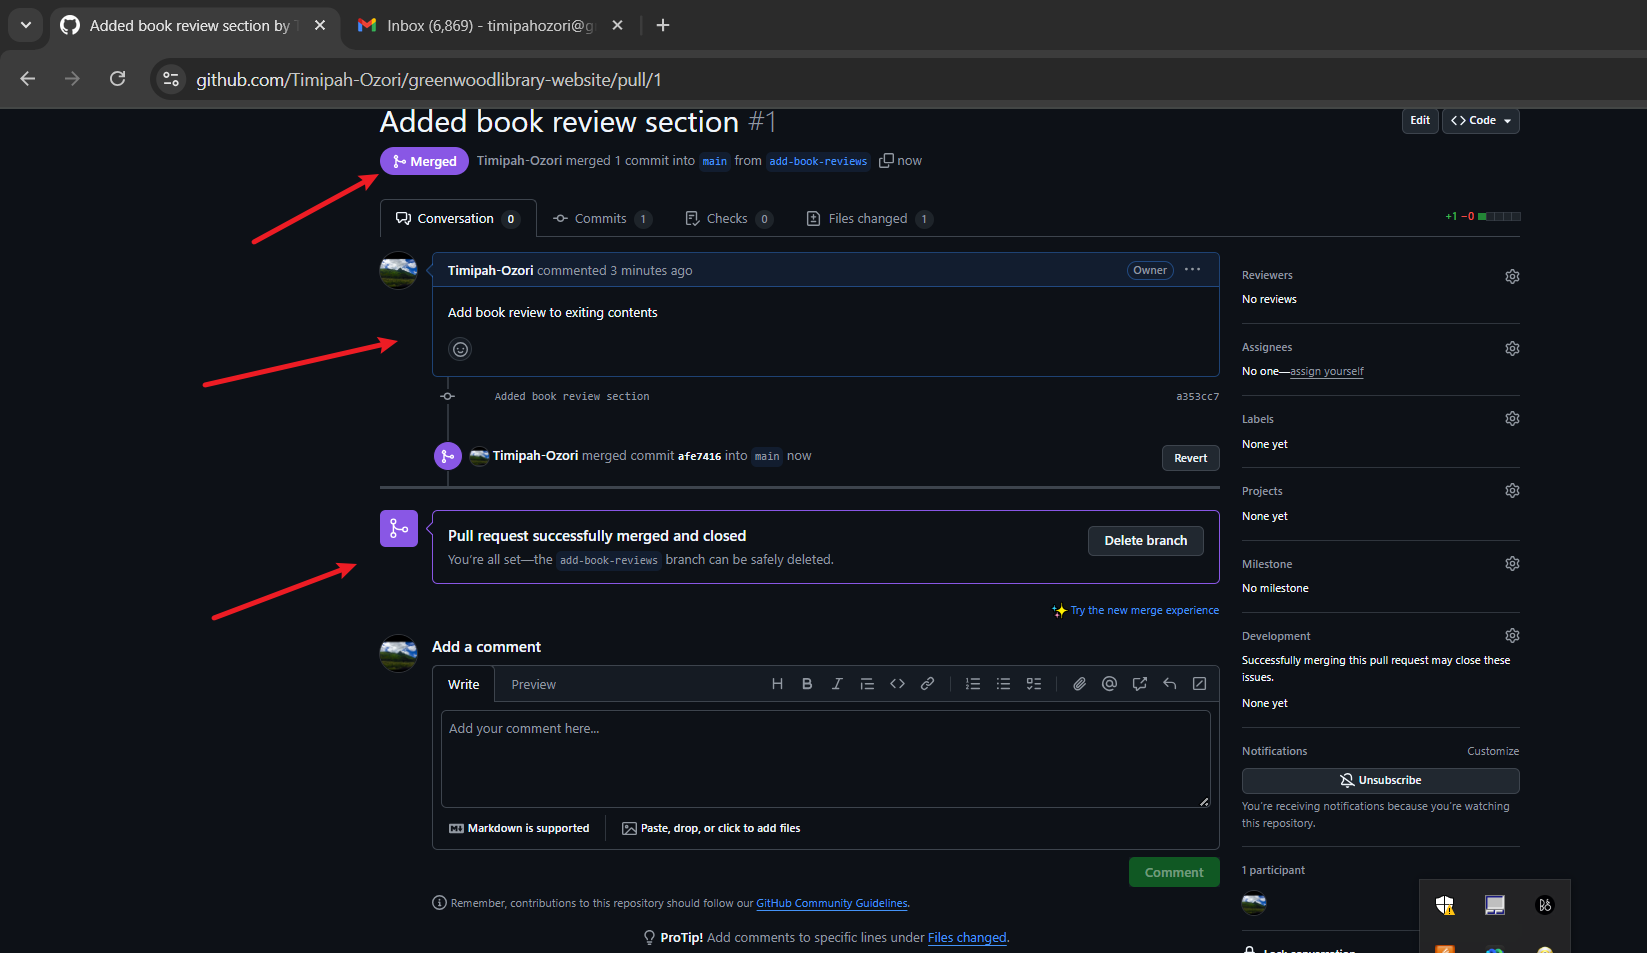 Added book review section by T
Inbox (6,869) - timipahozori@g
github.com/Timipah-Ozori/greenwoodlibrary-website/pull/1
Added book review section #1
Edit
Code
Merged
Timipah-Ozori merged 1 commit into main from add-book-reviews now
Conversation 0
Commits 1
Checks 0
Files changed 1
+1 −0
Timipah-Ozori commented 3 minutes ago
Owner
Add book review to exiting contents
Added book review section
a353cc7
Timipah-Ozori merged commit afe7416 into main now
Revert
Pull request successfully merged and closed
You're all set—the add-book-reviews branch can be safely deleted.
Delete branch
Try the new merge experience
Add a comment
Write
Preview
Add your comment here...
Markdown is supported
Paste, drop, or click to add files
Comment
Remember, contributions to this repository should follow our GitHub Community Guidelines.
ProTip! Add comments to specific lines under Files changed.
Reviewers
No reviews
Assignees
No one—assign yourself
Labels
None yet
Projects
None yet
Milestone
No milestone
Development
Successfully merging this pull request may close these
issues.
None yet
Notifications
Customize
Unsubscribe
You're receiving notifications because you're watching
this repository.
1 participant
Lock conversation